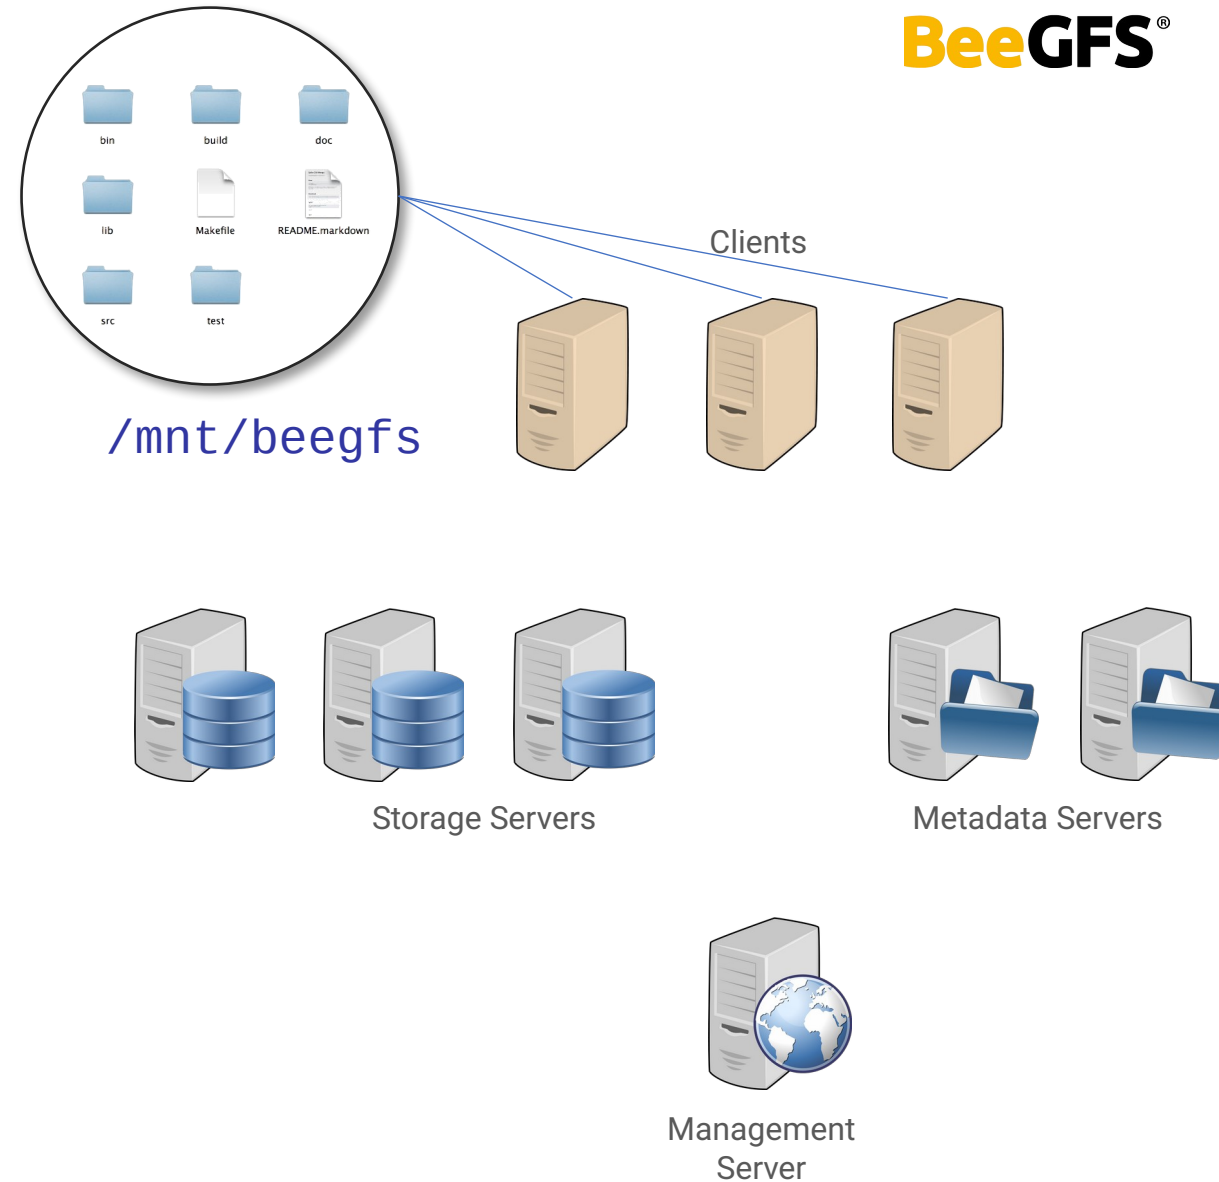 BeeGFS®
bin
build
doc
lib
Makefile
README.markdown
src
test
Clients
/mnt/beegfs
Storage Servers
Metadata Servers
Management
Server